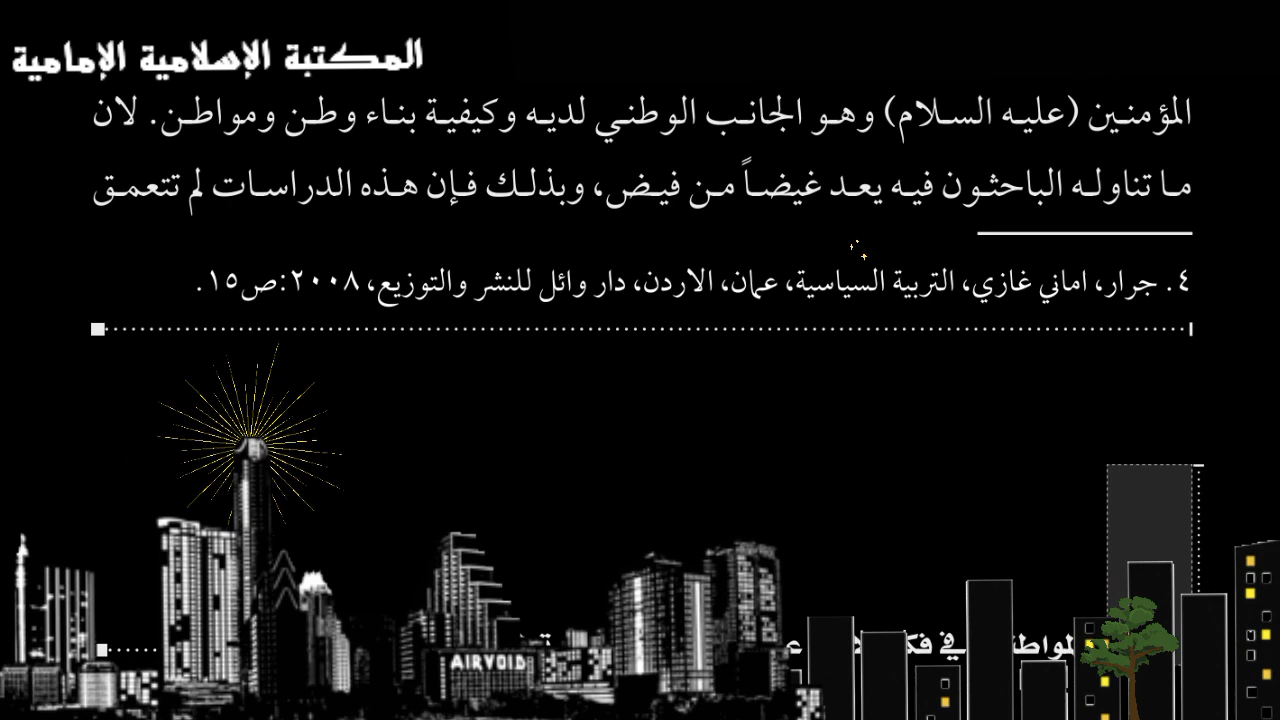 المكتبة الإسلامية الإمامية
المؤمنين (عليه السلام) وهو الجانب الوطني لديه وكيفية بناء وطن ومواطن. لان
ما تناوله الباحثون فيه يعد غيضاً من فيض، وبذلك فإن هذه الدراسات لم تتعمق
٤. جرار، اماني غازي، التربية السياسية، عمان، الاردن، دار وائل للنشر والتوزيع، ٢٠٠٨:ص١٥.
في
AIRVOID